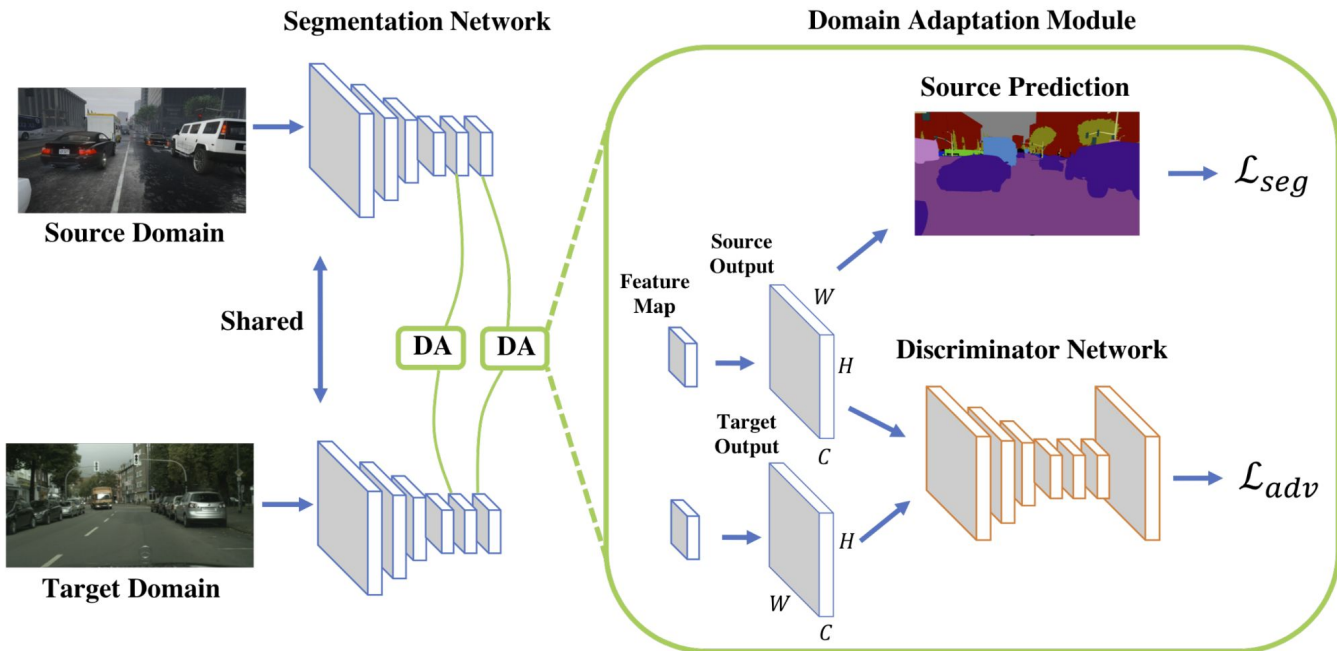 Segmentation Network
Source Domain
Shared
DA
DA
Target Domain
Domain Adaptation Module
Source Prediction
ℒ_seg
Source
Output
Feature
Map
W
H
C
Discriminator Network
Target
Output
H
W
C
ℒ_adv